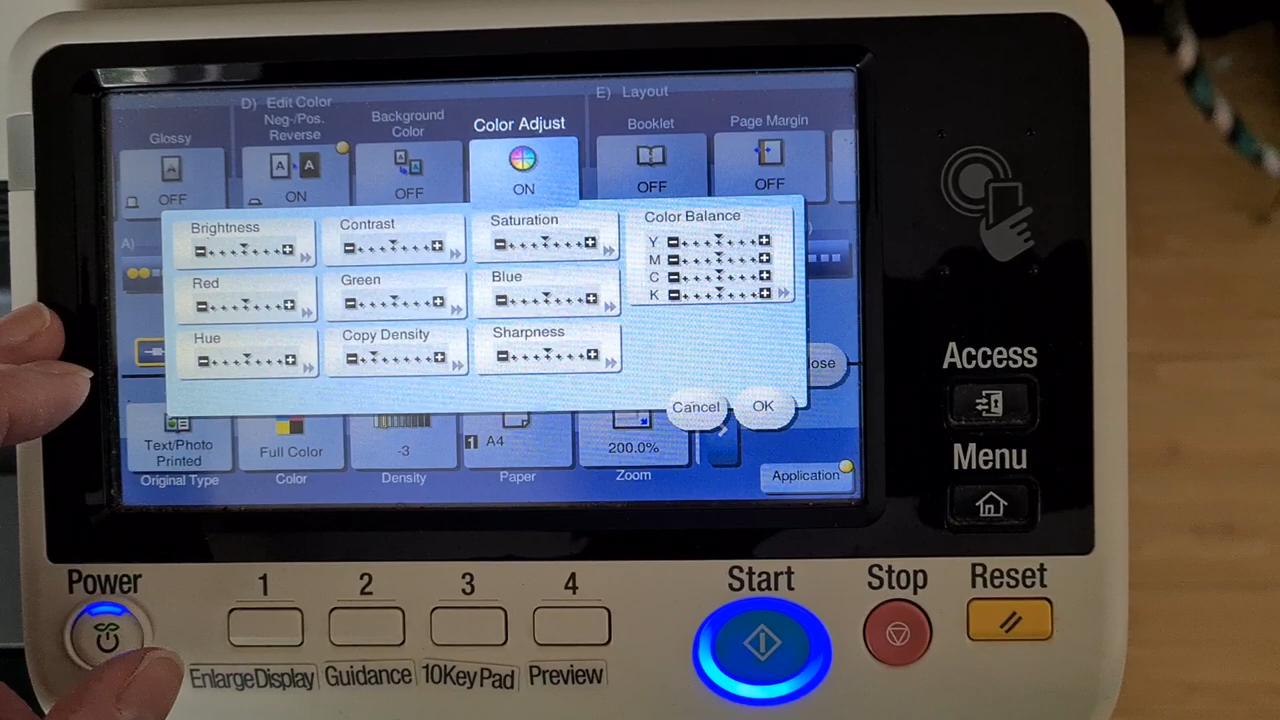 D) Edit Color
E) Layout
Glossy
Neg-/Pos.
Reverse
Background
Color
Color Adjust
Booklet
Page Margin
A
A
OFF
ON
OFF
ON
OFF
OFF
A)
Brightness
Contrast
Saturation
Color Balance
Y
M
C
K
Red
Green
Blue
Hue
Copy Density
Sharpness
Cancel
OK
Text/Photo
Printed
Full Color
-3
1 A4
200.0%
Original Type
Color
Density
Paper
Zoom
Application
Access
Menu
Power
1
2
3
4
Start
Stop
Reset
Enlarge Display
Guidance
10 Key Pad
Preview